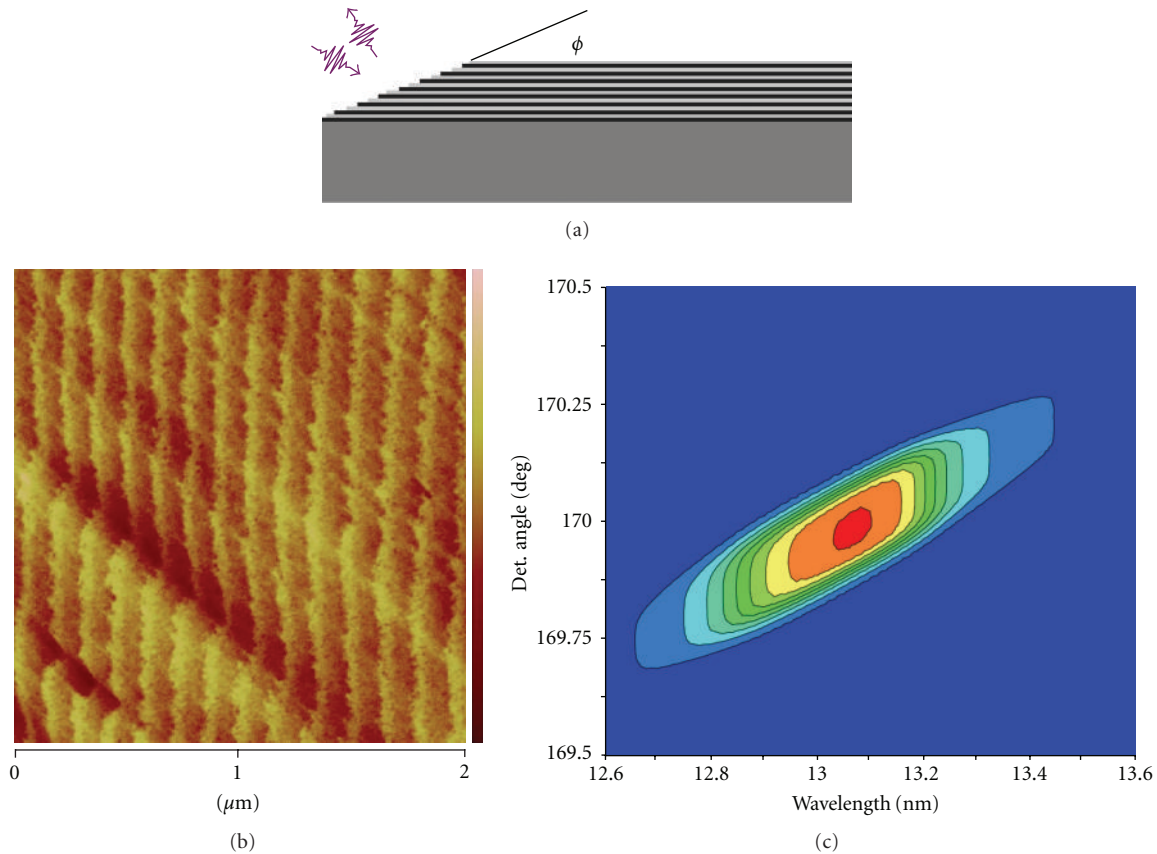 ϕ
(a)
0
1
2
(μm)
(b)
170.5
170.25
170
169.75
169.5
Det. angle (deg)
12.6
12.8
13
13.2
13.4
13.6
Wavelength (nm)
(c)